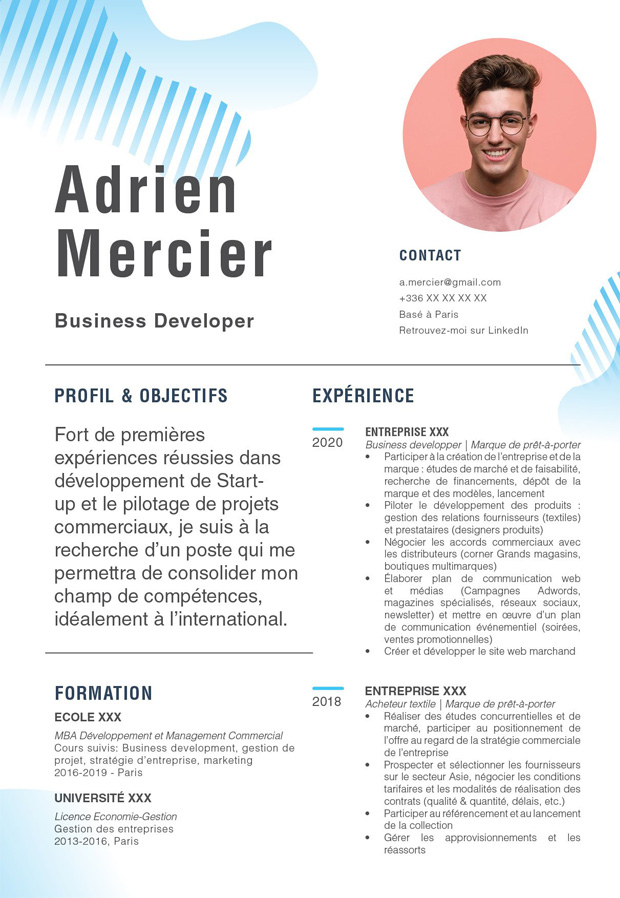 Adrien
Mercier
Business Developer
CONTACT
a.mercier@gmail.com
+336 XX XX XX XX
Basé à Paris
Retrouvez-moi sur LinkedIn
PROFIL & OBJECTIFS
Fort de premières
expériences réussies dans
développement de Start-
up et le pilotage de projets
commerciaux, je suis à la
recherche d’un poste qui me
permettra de consolider mon
champ de compétences,
idéalement à l’international.
FORMATION
ECOLE XXX
MBA Développement et Management Commercial
Cours suivis: Business development, gestion de
projet, stratégie d’entreprise, marketing
2016-2019 - Paris
UNIVERSITÉ XXX
Licence Economie-Gestion
Gestion des entreprises
2013-2016, Paris
EXPÉRIENCE
2020
ENTREPRISE XXX
Business developper | Marque de prêt-à-porter
• Participer à la création de l’entreprise et de la
marque : études de marché et de faisabilité,
recherche de financements, dépôt de la
marque et des modèles, lancement
• Piloter le développement des produits :
gestion des relations fournisseurs (textiles)
et prestataires (designers produits)
• Négocier les accords commerciaux avec
les distributeurs (corner Grands magasins,
boutiques multimarques)
• Élaborer plan de communication web
et médias (Campagnes Adwords,
magazines spécialisés, réseaux sociaux,
newsletter) et mettre en œuvre d’un plan
de communication événementiel (soirées,
ventes promotionnelles)
• Créer et développer le site web marchand
2018
ENTREPRISE XXX
Acheteur textile | Marque de prêt-à-porter
• Réaliser des études concurrentielles et de
marché, participer au positionnement de
l’offre au regard de la stratégie commerciale
de l’entreprise
• Prospecter et sélectionner les fournisseurs
sur le secteur Asie, négocier les conditions
tarifaires et les modalités de réalisation des
contrats (qualité & quantité, délais, etc.)
• Participer au référencement et au lancement
de la collection
• Gérer les approvisionnements et les
réassorts